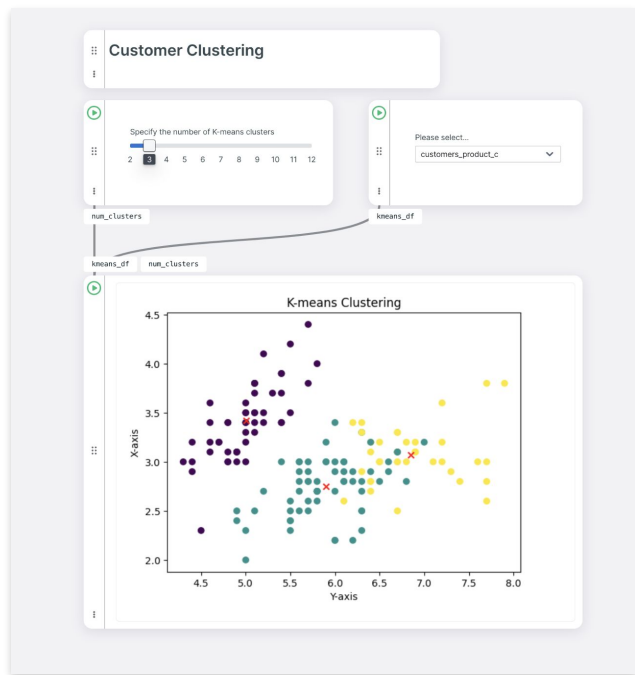 Customer Clustering
Specify the number of K-means clusters
2 3 4 5 6 7 8 9 10 11 12
Please select...
customers_product_c
num_clusters
kmeans_df
kmeans_df num_clusters
K-means Clustering
4.5
4.0
3.5
3.0
2.5
2.0
X-axis
4.5 5.0 5.5 6.0 6.5 7.0 7.5 8.0
Y-axis